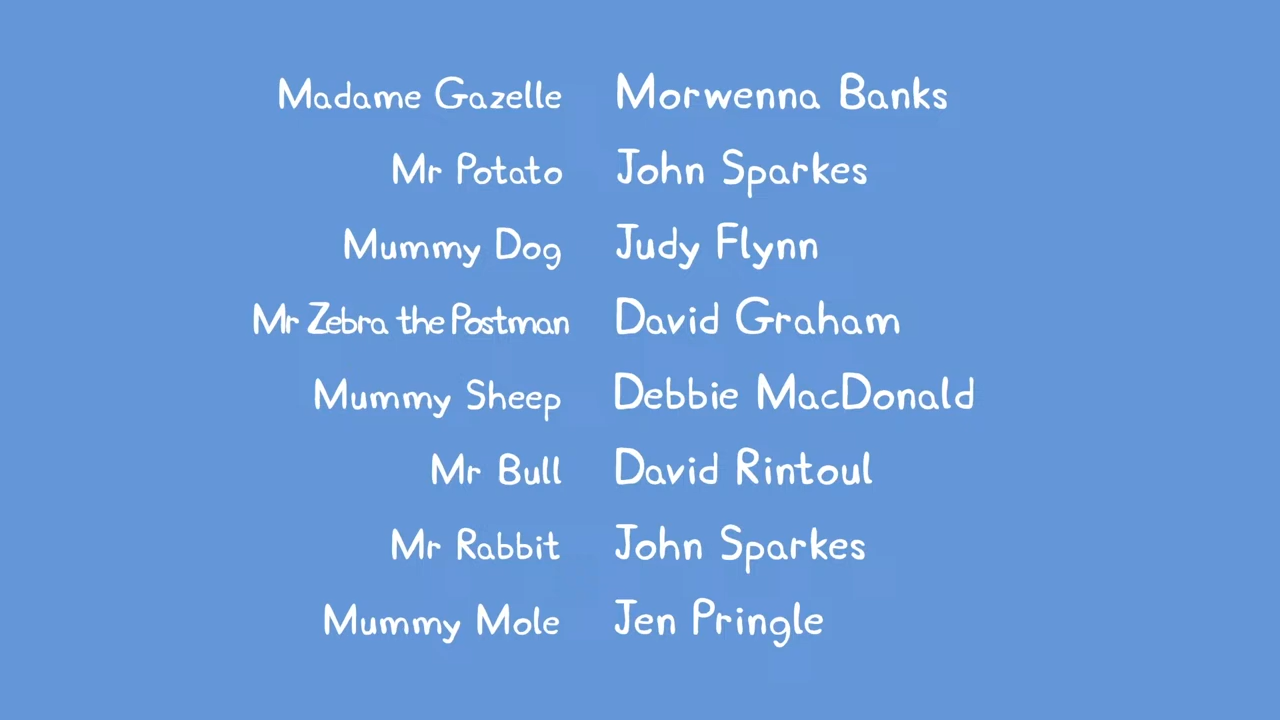 Madame Gazelle Morwenna Banks
Mr Potato John Sparkes
Mummy Dog Judy Flynn
Mr Zebra the Postman David Graham
Mummy Sheep Debbie MacDonald
Mr Bull David Rintoul
Mr Rabbit John Sparkes
Mummy Mole Jen Pringle